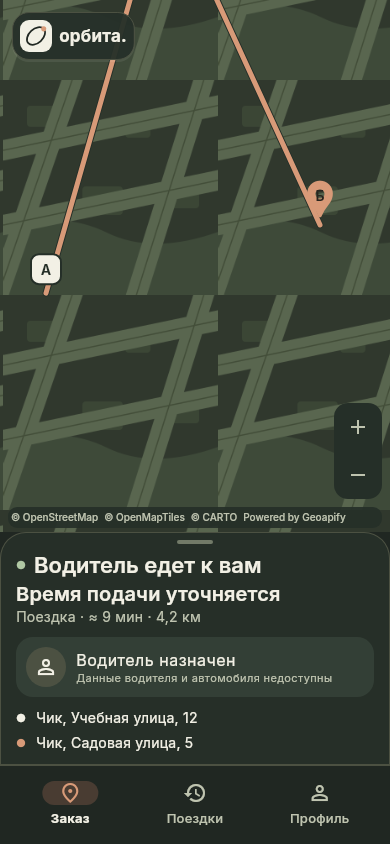 орбита.
Б
A
© OpenStreetMap © OpenMapTiles © CARTO Powered by Geoapify
Водитель едет к вам
Время подачи уточняется
Поездка · ≈ 9 мин · 4,2 км
Водитель назначен
Данные водителя и автомобиля недоступны
Чик, Учебная улица, 12
Чик, Садовая улица, 5
Заказ Поездки Профиль